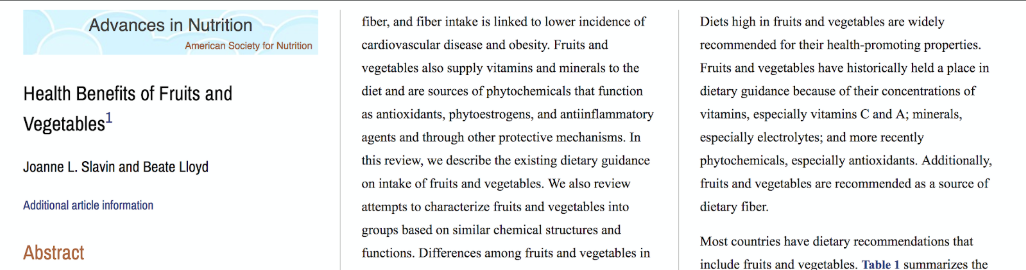 Advances in Nutrition
American Society for Nutrition
Health Benefits of Fruits and
Vegetables1
Joanne L. Slavin and Beate Lloyd
Additional article information
Abstract
fiber, and fiber intake is linked to lower incidence of
cardiovascular disease and obesity. Fruits and
vegetables also supply vitamins and minerals to the
diet and are sources of phytochemicals that function
as antioxidants, phytoestrogens, and antiinflammatory
agents and through other protective mechanisms. In
this review, we describe the existing dietary guidance
on intake of fruits and vegetables. We also review
attempts to characterize fruits and vegetables into
groups based on similar chemical structures and
functions. Differences among fruits and vegetables in
Diets high in fruits and vegetables are widely
recommended for their health-promoting properties.
Fruits and vegetables have historically held a place in
dietary guidance because of their concentrations of
vitamins, especially vitamins C and A; minerals,
especially electrolytes; and more recently
phytochemicals, especially antioxidants. Additionally,
fruits and vegetables are recommended as a source of
dietary fiber.
Most countries have dietary recommendations that
include fruits and vegetables. Table 1 summarizes the